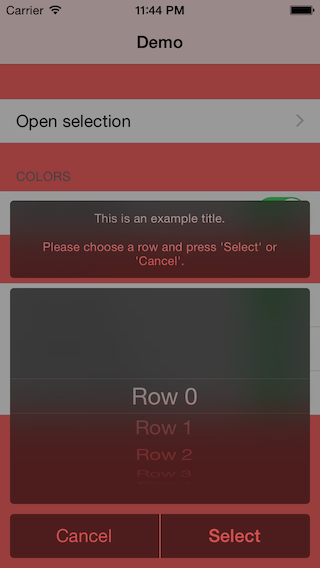 Carrier 11:44 PM
Demo
Open selection
COLORS
This is an example title.
Please choose a row and press 'Select' or
'Cancel'.
Row 0
Row 1
Row 2
Row 3
Cancel Select